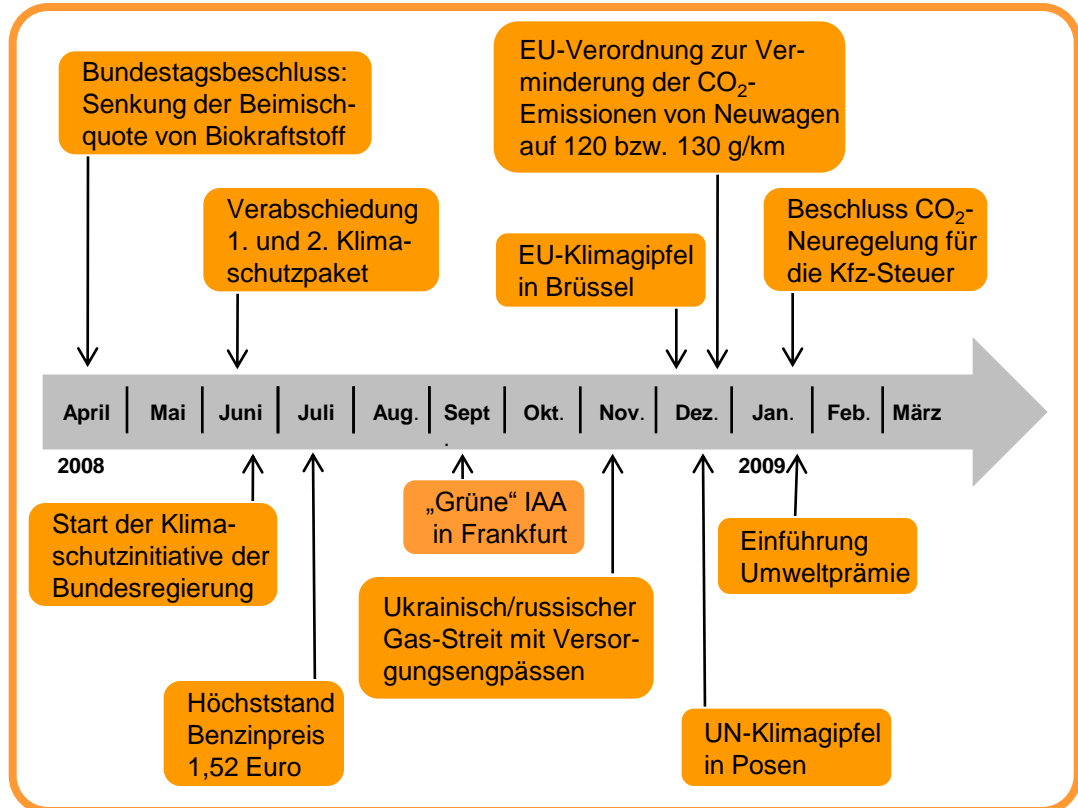 Bundestagsbeschluss:
Senkung der Beimisch-
quote von Biokraftstoff
EU-Verordnung zur Ver-
minderung der CO₂-
Emissionen von Neuwagen
auf 120 bzw. 130 g/km
Verabschiedung
1. und 2. Klima-
schutzpaket
EU-Klimagipfel
in Brüssel
Beschluss CO₂-
Neuregelung für
die Kfz-Steuer
April | Mai | Juni | Juli | Aug. | Sept. | Okt. | Nov. | Dez. | Jan. | Feb. | März
2008 2009
Start der Klima-
schutzinitiative der
Bundesregierung
„Grüne“ IAA
in Frankfurt
Einführung
Umweltprämie
Ukrainisch/russischer
Gas-Streit mit Versor-
gungsengpässen
Höchststand
Benzinpreis
1,52 Euro
UN-Klimagipfel
in Posen